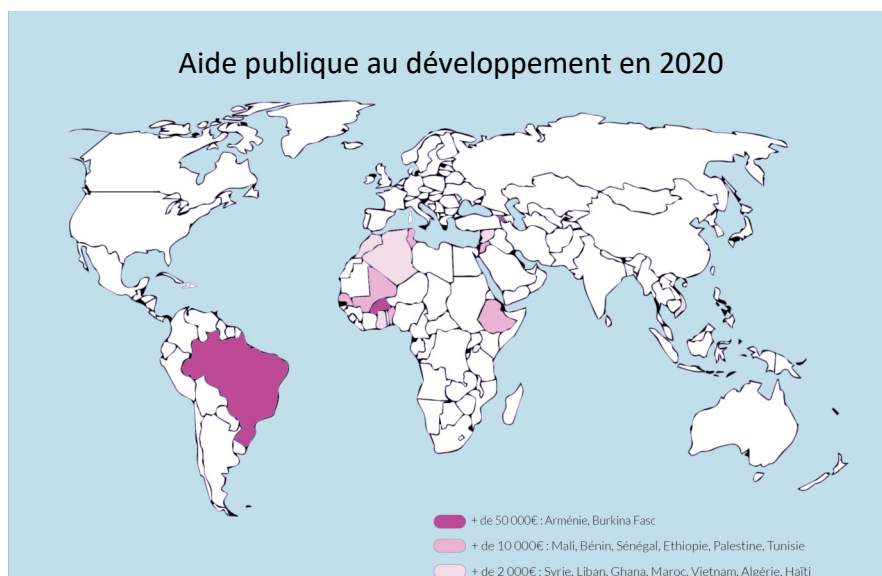 Aide publique au développement en 2020
+ de 50 000€ : Arménie, Burkina Fasc
+ de 10 000€ : Mali, Bénin, Sénégal, Ethiopie, Palestine, Tunisie
+ de 2 000€ : Syrie, Liban, Ghana, Maroc, Vietnam, Algérie, Haïti